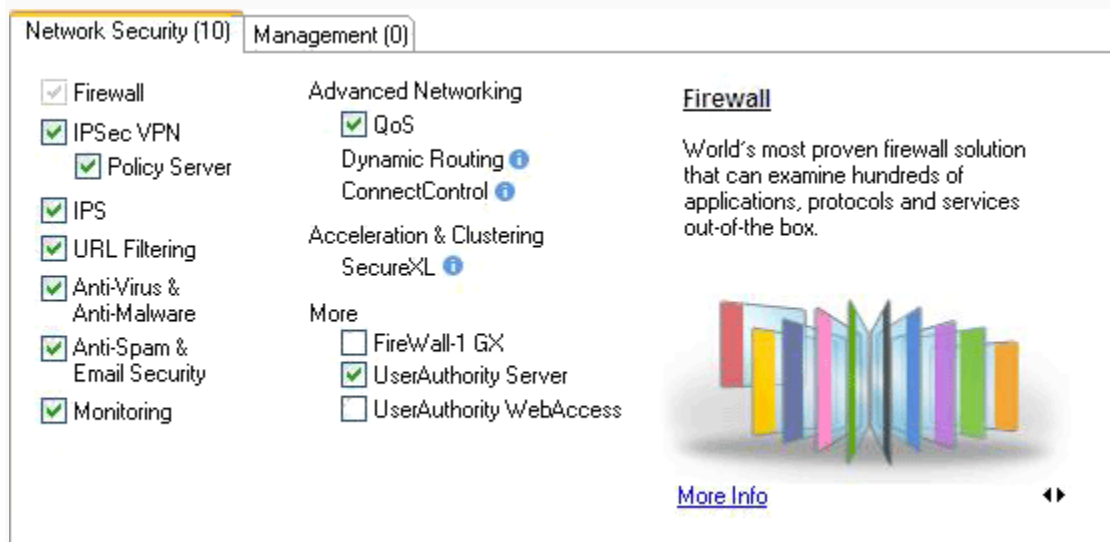 Network Security (10)
Management (0)
Firewall
IPSec VPN
Policy Server
IPS
URL Filtering
Anti-Virus &
Anti-Malware
Anti-Spam &
Email Security
Monitoring
Advanced Networking
QoS
Dynamic Routing
ConnectControl
Acceleration & Clustering
SecureXL
More
FireWall-1 GX
UserAuthority Server
UserAuthority WebAccess
Firewall
World's most proven firewall solution
that can examine hundreds of
applications, protocols and services
out-of-the box.
More Info